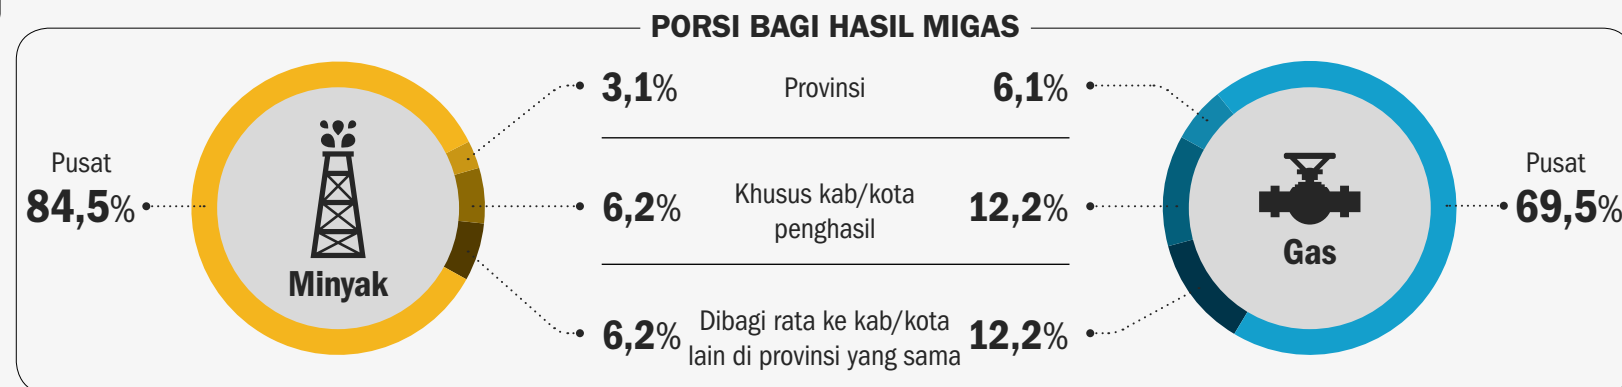 PORSI BAGI HASIL MIGAS
Pusat
84,5%
Minyak
3,1%
Provinsi
6,1%
6,2%
Khusus kab/kota
penghasil
12,2%
6,2%
Dibagi rata ke kab/kota
lain di provinsi yang sama
12,2%
Gas
Pusat
69,5%